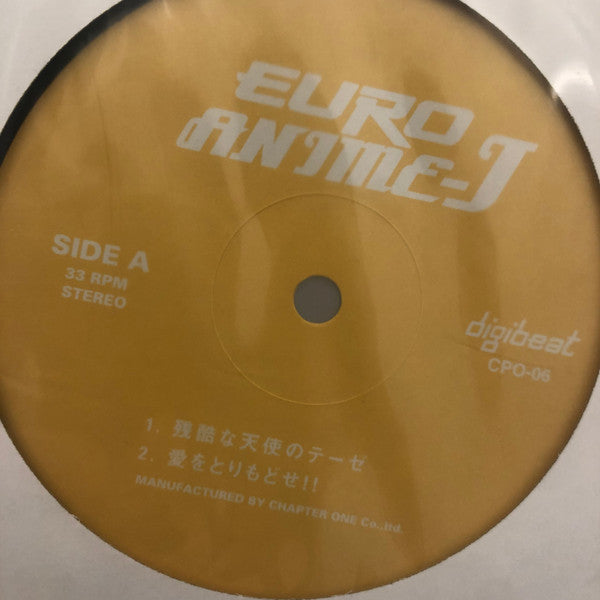 EURO
ANIME-J
SIDE A
33 RPM
STEREO
digibeat
CPO-06
1. 残酷な天使のテーゼ
2. 愛をとりもどせ!!
MANUFACTURED BY CHAPTER ONE Co.,ltd.